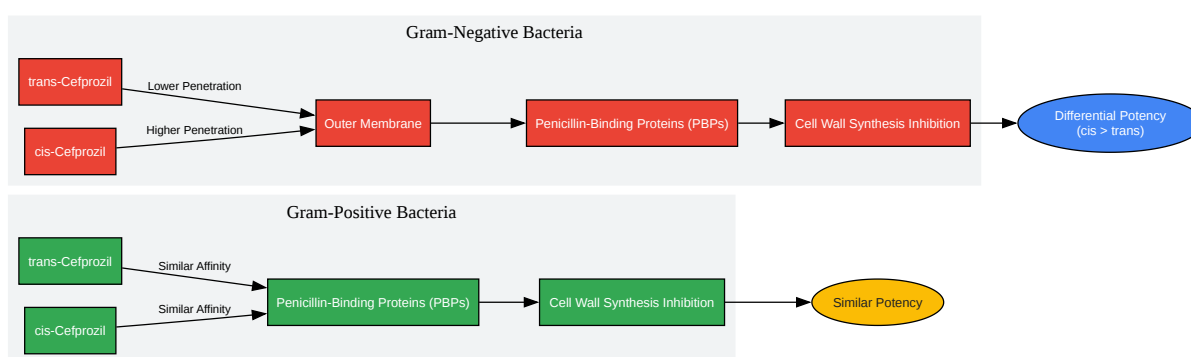 Gram-Negative Bacteria
trans-Cefprozil
Lower Penetration
cis-Cefprozil
Higher Penetration
Outer Membrane
Penicillin-Binding Proteins (PBPs)
Cell Wall Synthesis Inhibition
Differential Potency
(cis > trans)
Gram-Positive Bacteria
trans-Cefprozil
Similar Affinity
cis-Cefprozil
Similar Affinity
Penicillin-Binding Proteins (PBPs)
Cell Wall Synthesis Inhibition
Similar Potency